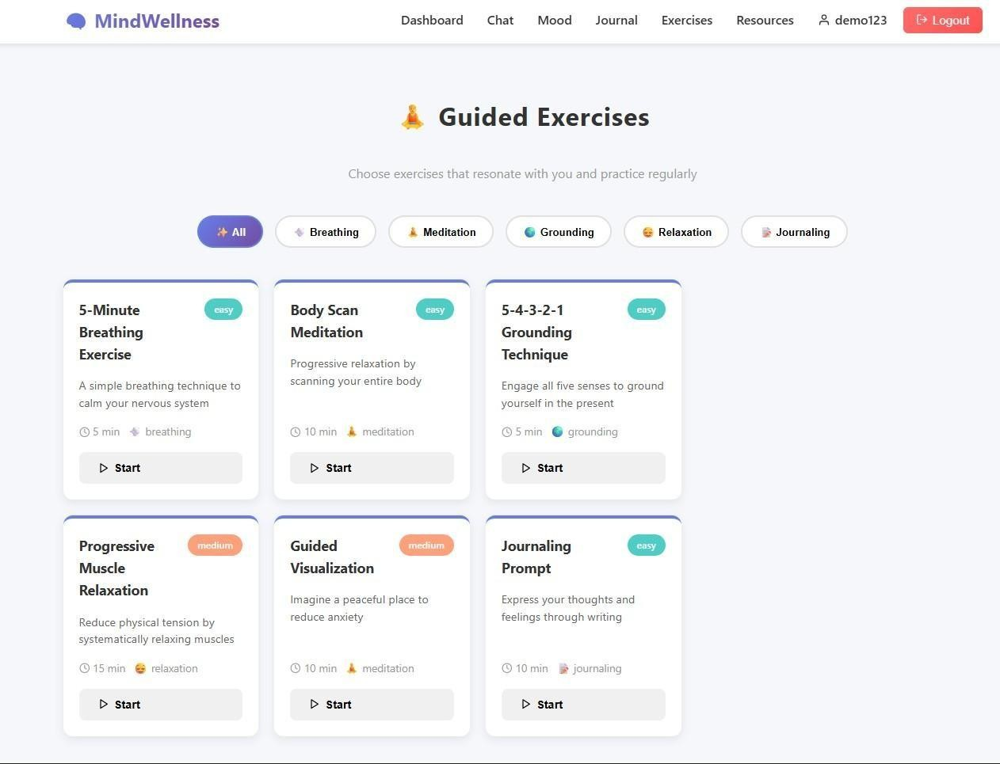 MindWellness Dashboard Chat Mood Journal Exercises Resources demo123 Logout
Guided Exercises
Choose exercises that resonate with you and practice regularly
All Breathing Meditation Grounding Relaxation Journaling
5-Minute
Breathing
Exercise
easy
A simple breathing technique to
calm your nervous system
5 min breathing
Start
Body Scan
Meditation
easy
Progressive relaxation by
scanning your entire body
10 min meditation
Start
5-4-3-2-1
Grounding
Technique
easy
Engage all five senses to ground
yourself in the present
5 min grounding
Start
Progressive
Muscle
Relaxation
medium
Reduce physical tension by
systematically relaxing muscles
15 min relaxation
Start
Guided
Visualization
medium
Imagine a peaceful place to
reduce anxiety
10 min meditation
Start
Journaling
Prompt
easy
Express your thoughts and
feelings through writing
10 min journaling
Start